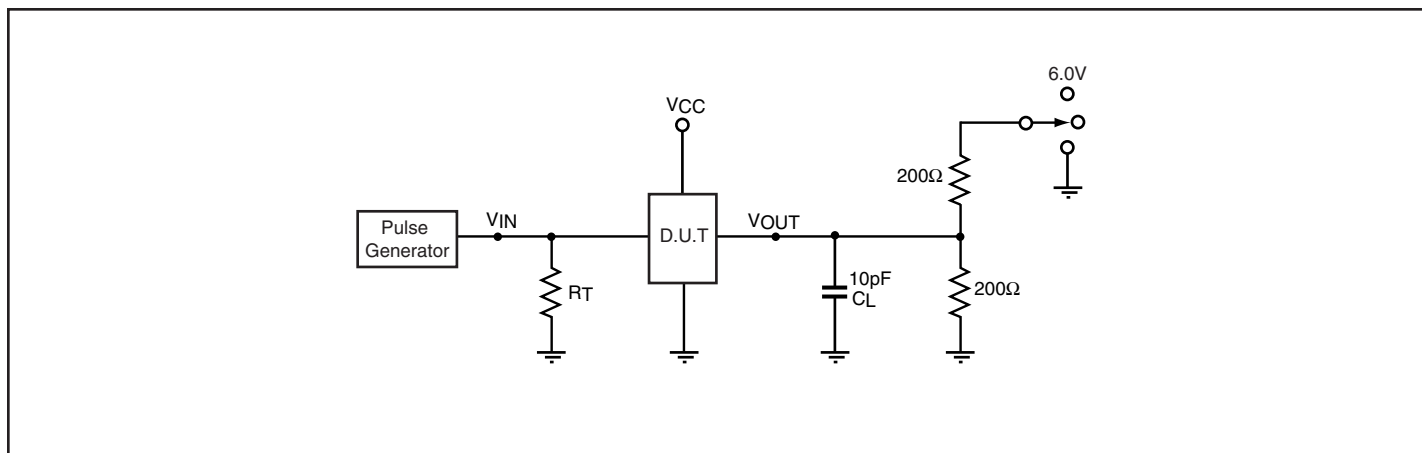 6.0V
VCC
200Ω
Pulse
Generator
VIN
D.U.T
VOUT
10pF
CL
200Ω
RT